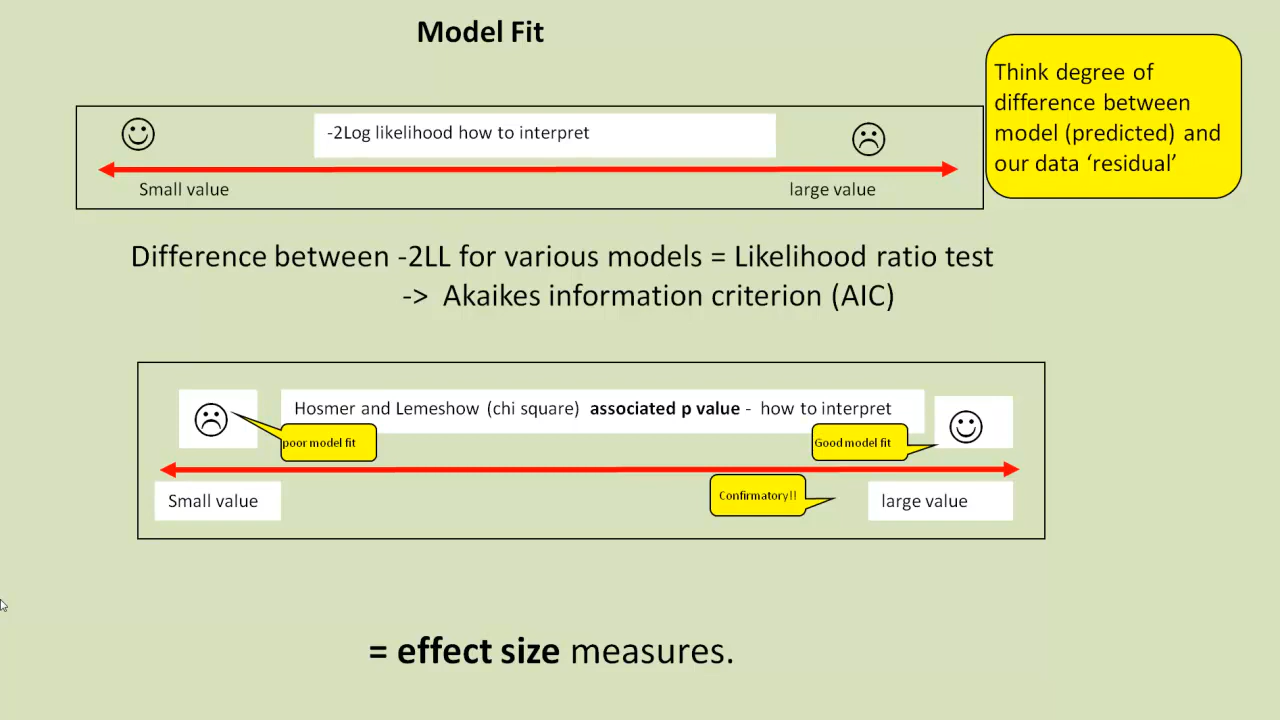 Model Fit
Think degree of
difference between
model (predicted) and
our data ‘residual’
-2Log likelihood how to interpret
Small value
large value
Difference between -2LL for various models = Likelihood ratio test
-> Akaikes information criterion (AIC)
Hosmer and Lemeshow (chi square) associated p value - how to interpret
poor model fit
Good model fit
Confirmatory!!
Small value
large value
= effect size measures.